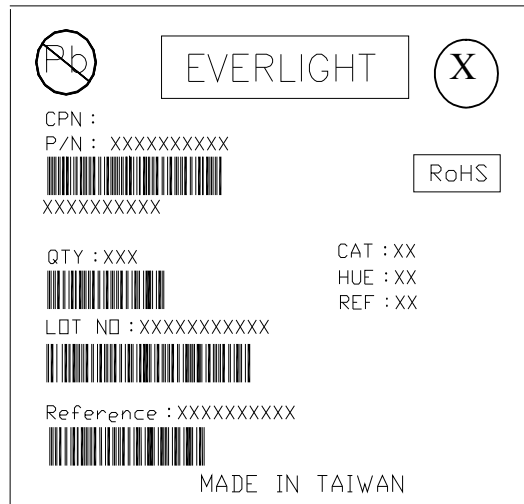 Pb
EVERLIGHT
X
CPN :
P/N : XXXXXXXXXX
RoHS
XXXXXXXXXX
QTY : XXX
CAT : XX
HUE : XX
REF : XX
LOT NO : XXXXXXXXXXX
Reference : XXXXXXXXXX
MADE IN TAIWAN